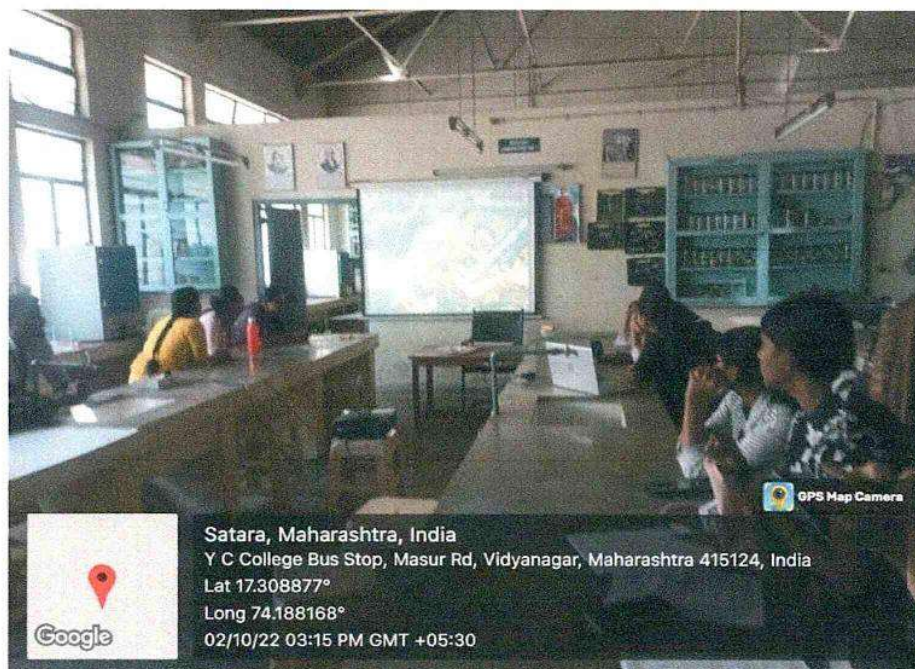 GPS Map Camera
Satara, Maharashtra, India
Y C College Bus Stop, Masur Rd, Vidyanagar, Maharashtra 415124, India
Lat 17.308877°
Long 74.188168°
02/10/22 03:15 PM GMT +05:30
Google